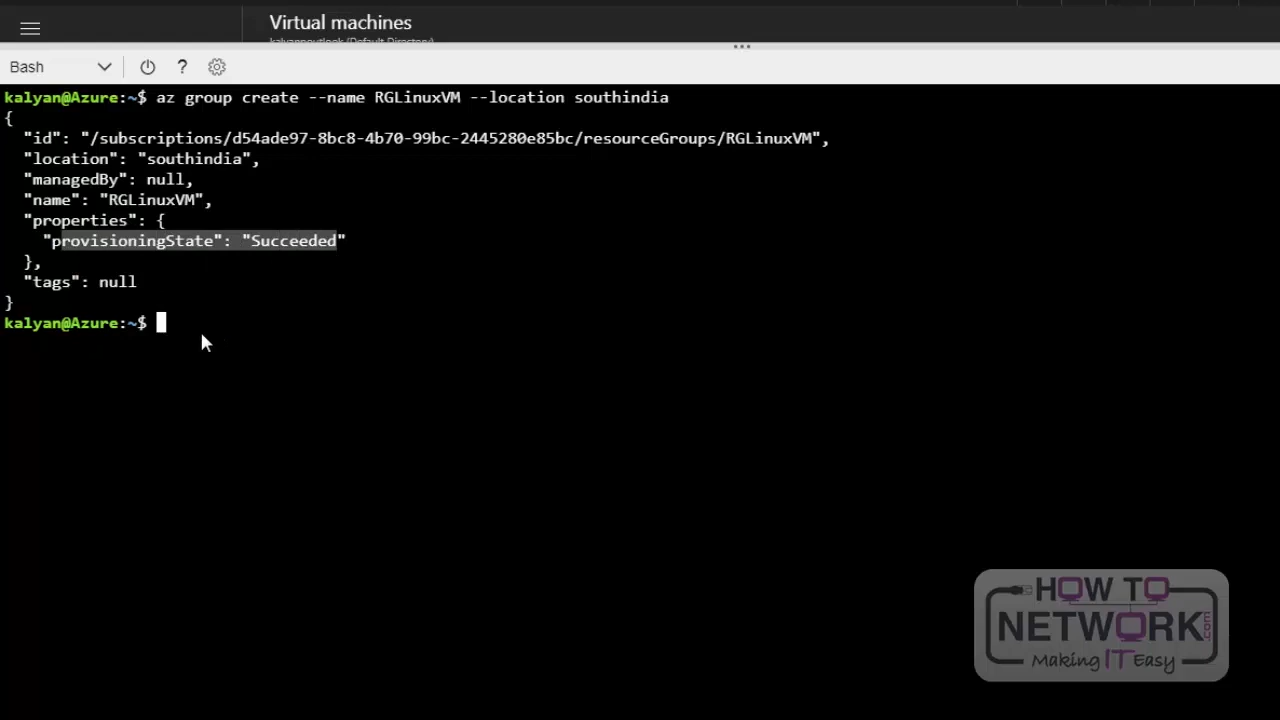 Virtual machines
kalyanoutlook (Default Directory)
Bash
?
kalyan@Azure:~$ az group create --name RGLinuxVM --location southindia
{
  "id": "/subscriptions/d54ade97-8bc8-4b70-99bc-2445280e85bc/resourceGroups/RGLinuxVM",
  "location": "southindia",
  "managedBy": null,
  "name": "RGLinuxVM",
  "properties": {
    "provisioningState": "Succeeded"
  },
  "tags": null
}
kalyan@Azure:~$
HOW TO
NETWORK.com
Making IT Easy